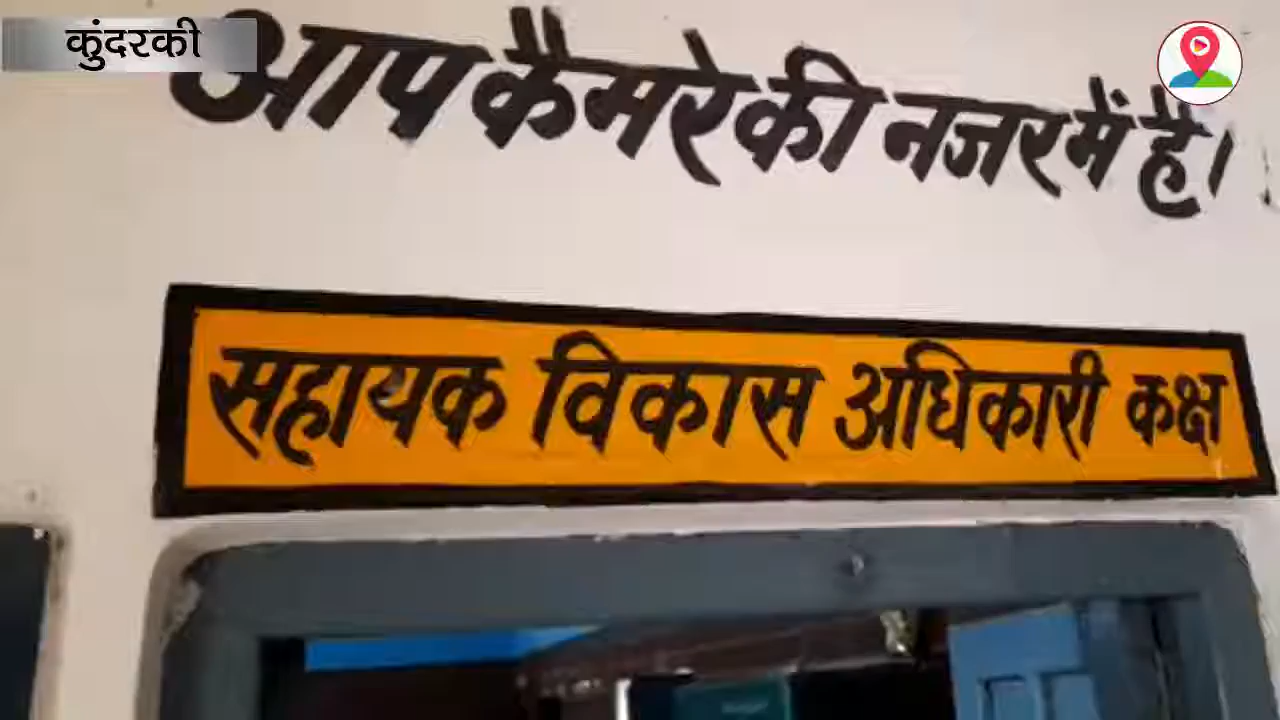 कुंदरकी
आप कैमरे की नजर में है।
सहायक विकास अधिकारी कक्ष